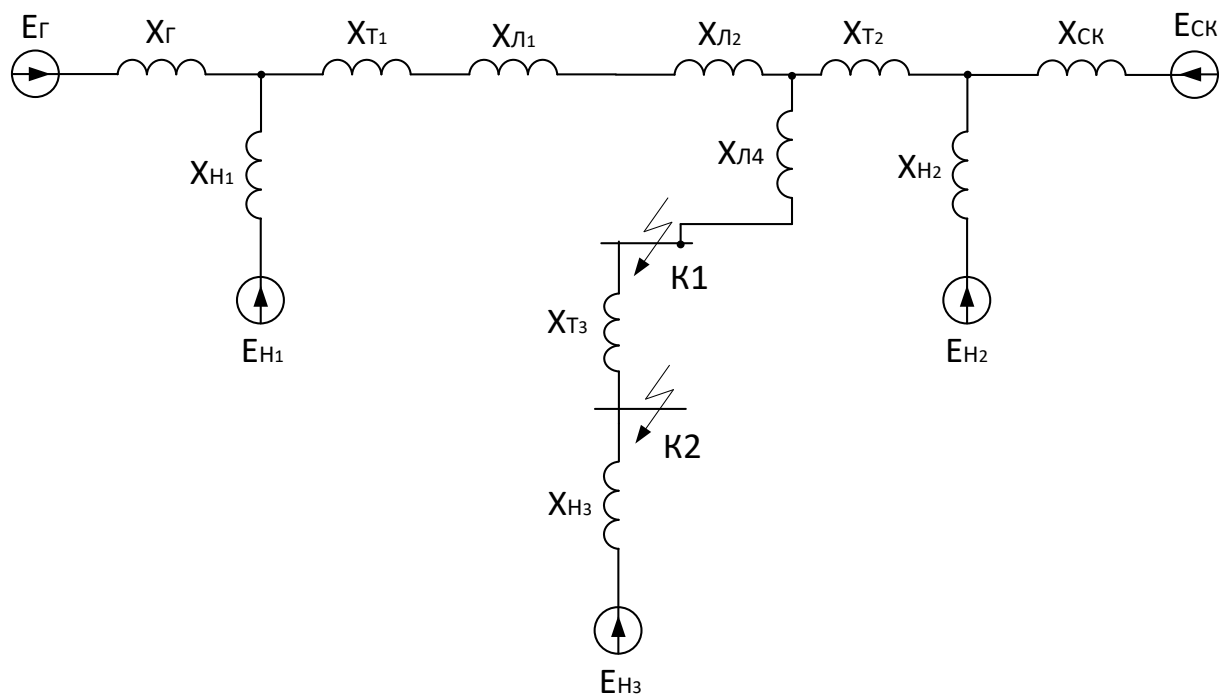 EГ
XГ
XТ1
XЛ1
XЛ2
XТ2
XСК
EСК
XН1
XЛ4
XН2
К1
EН1
XТ3
EН2
К2
XН3
EН3